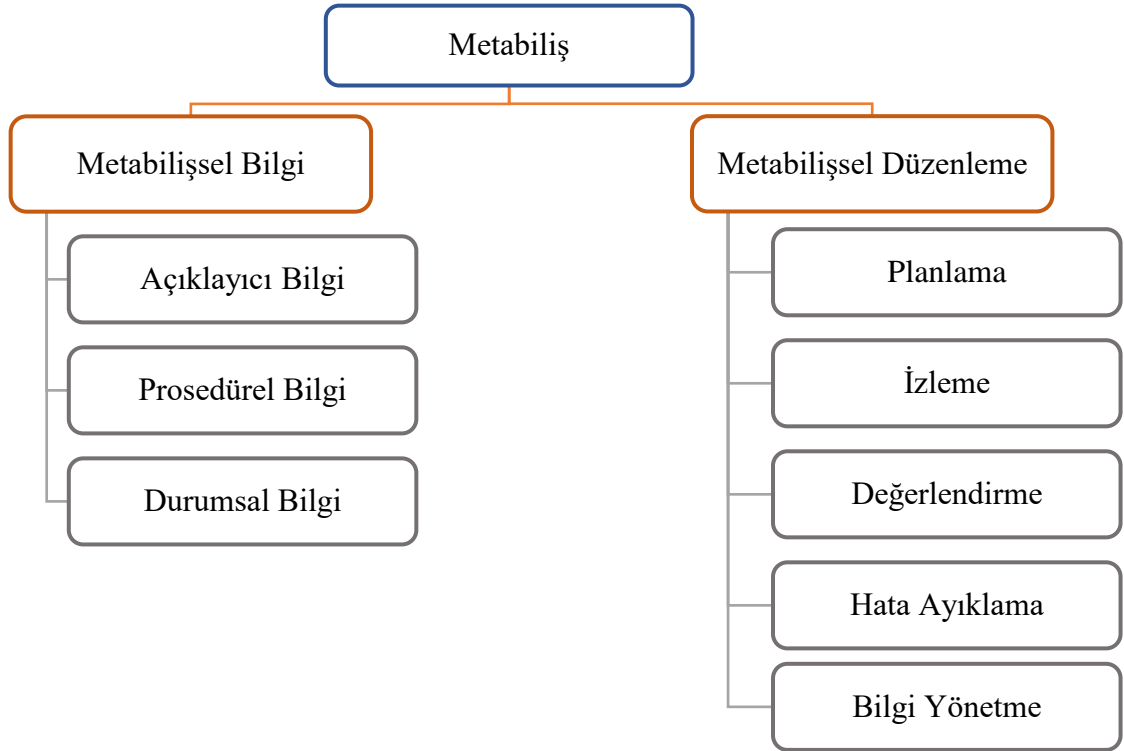 Metabiliş
Metabilişsel Bilgi
Açıklayıcı Bilgi
Prosedürel Bilgi
Durumsal Bilgi
Metabilişsel Düzenleme
Planlama
İzleme
Değerlendirme
Hata Ayıklama
Bilgi Yönetme